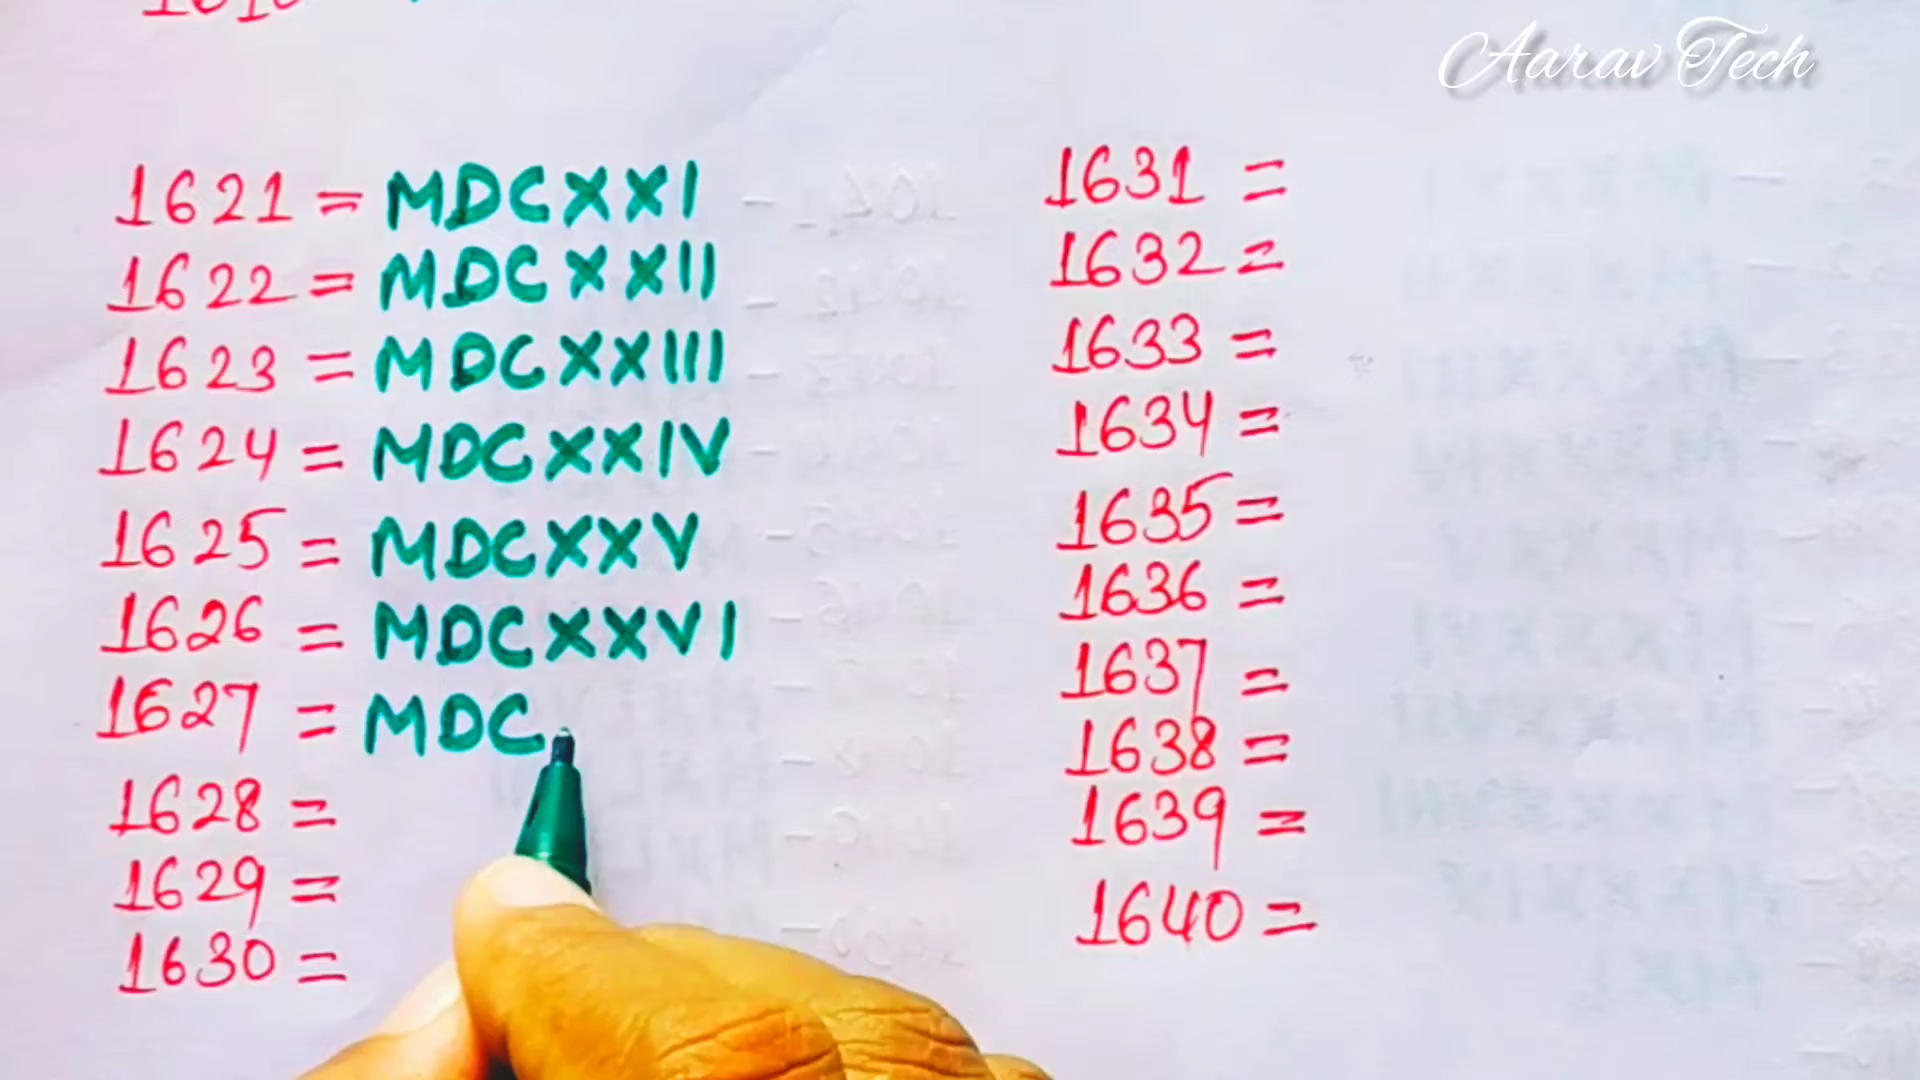 Aarav Tech
1621 = MDCXXI
1622 = MDCXXII
1623 = MDCXXIII
1624 = MDCXXIV
1625 = MDCXXV
1626 = MDCXXVI
1627 = MDC
1628 =
1629 =
1630 =
1631 =
1632 =
1633 =
1634 =
1635 =
1636 =
1637 =
1638 =
1639 =
1640 =